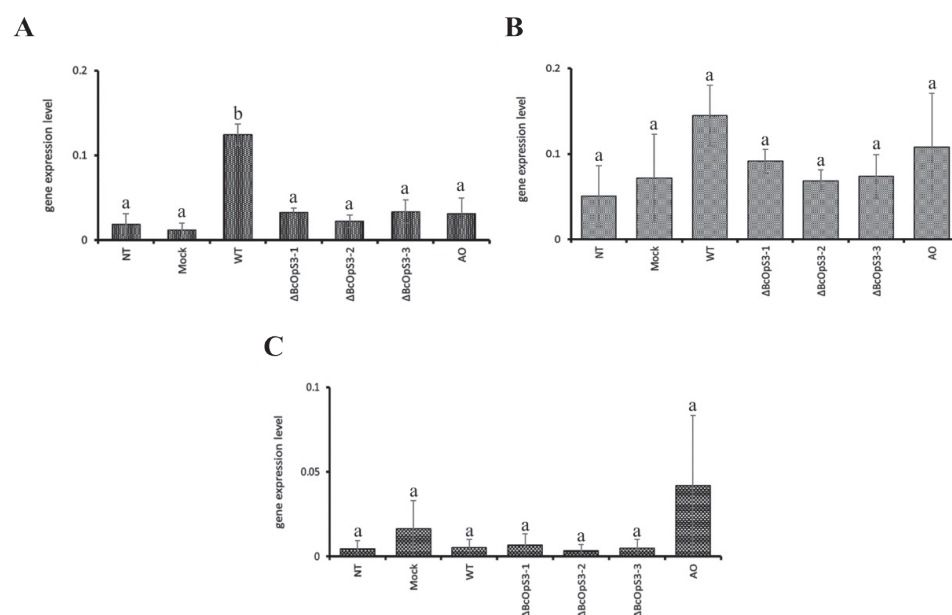 A
gene expression level
0.2
0.1
0
a
a
b
a
a
a
a
NT
Mock
WT
ΔBcOpS3-1
ΔBcOpS3-2
ΔBcOpS3-3
AO
B
gene expression level
0.2
0.1
0
a
a
a
a
a
a
a
NT
Mock
WT
ΔBcOpS3-1
ΔBcOpS3-2
ΔBcOpS3-3
AO
C
gene expression level
0.1
0.05
0
a
a
a
a
a
a
a
NT
Mock
WT
ΔBcOpS3-1
ΔBcOpS3-2
ΔBcOpS3-3
AO